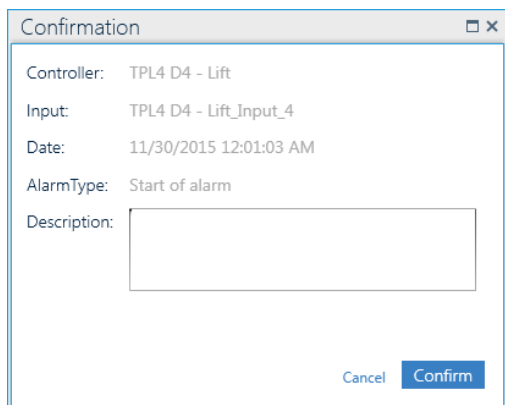 Confirmation
Controller: TPL4 D4 - Lift
Input: TPL4 D4 - Lift_Input_4
Date: 11/30/2015 12:01:03 AM
AlarmType: Start of alarm
Description:
Cancel Confirm